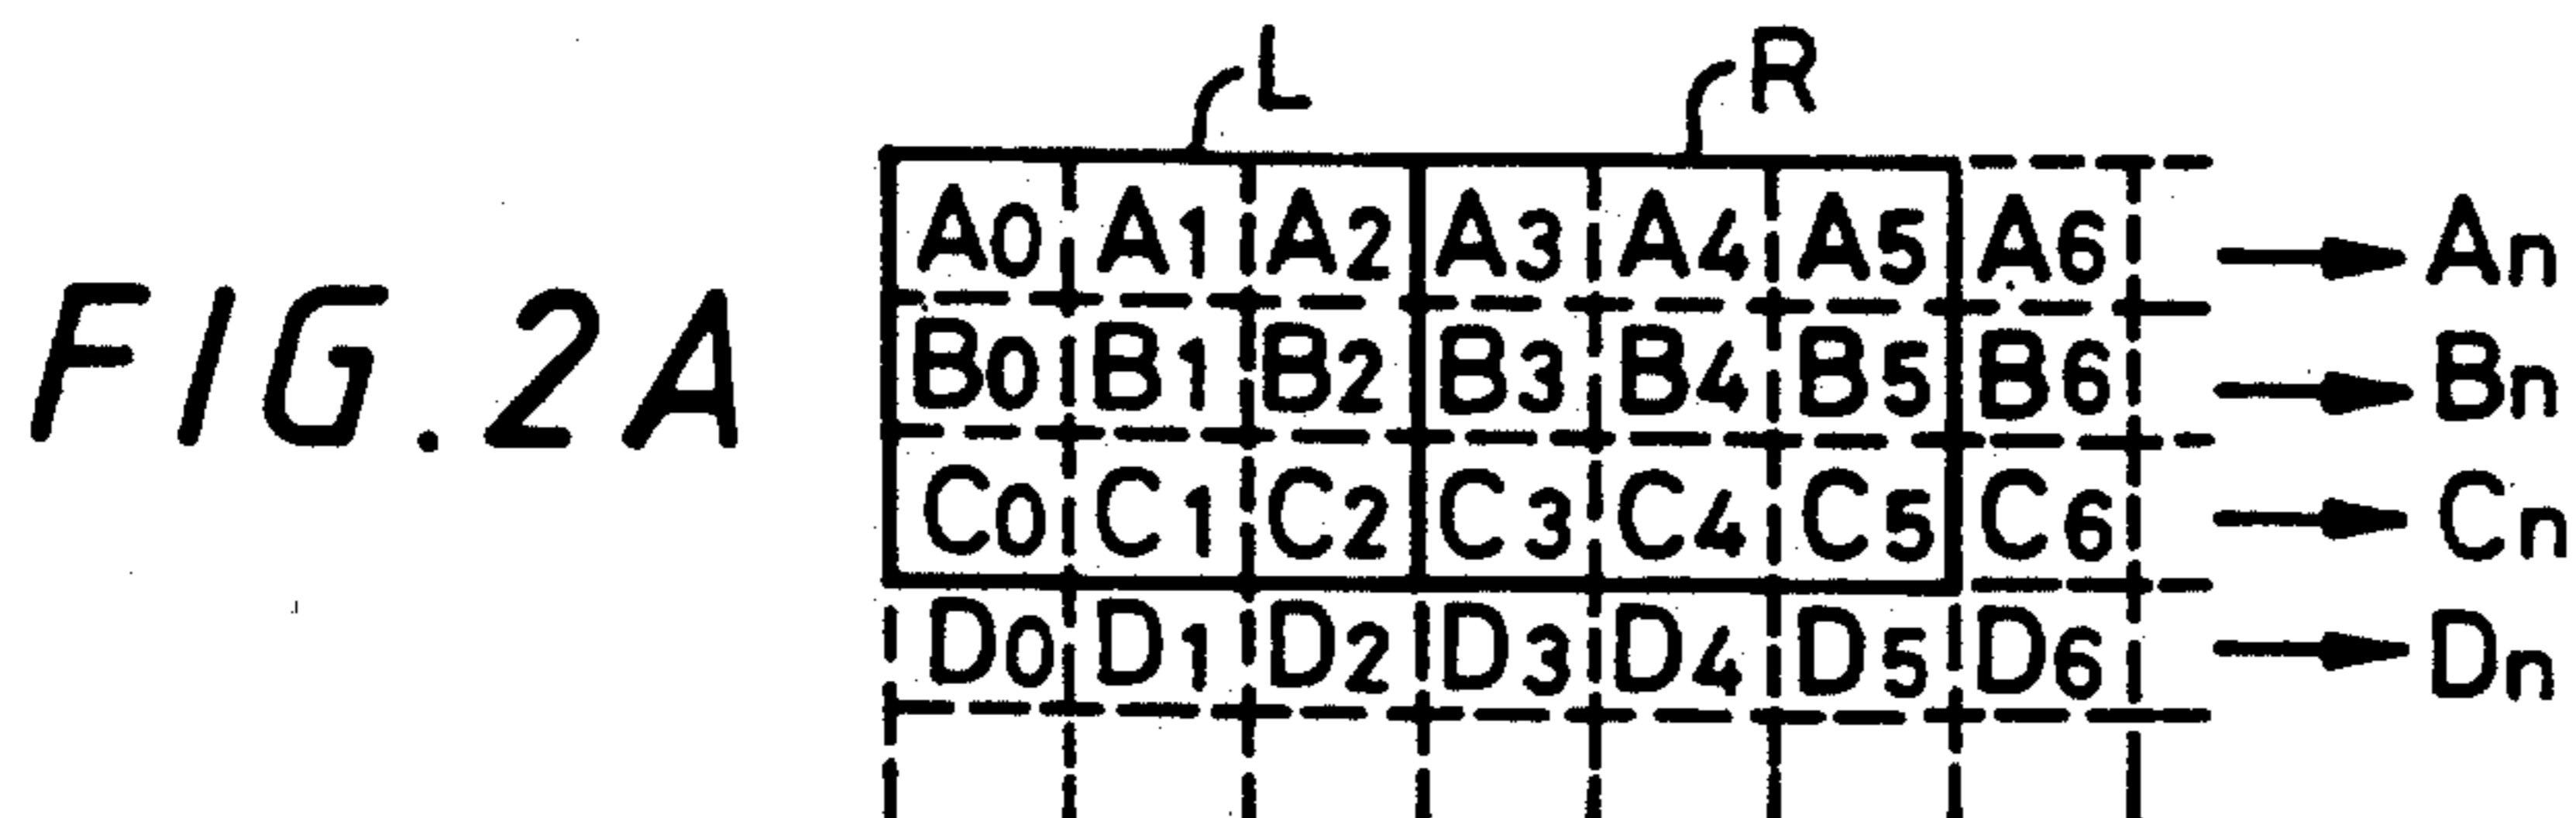 L R
A0 A1 A2 A3 A4 A5 A6 An
FIG. 2A
B0 B1 B2 B3 B4 B5 B6 Bn
C0 C1 C2 C3 C4 C5 C6 Cn
D0 D1 D2 D3 D4 D5 D6 Dn